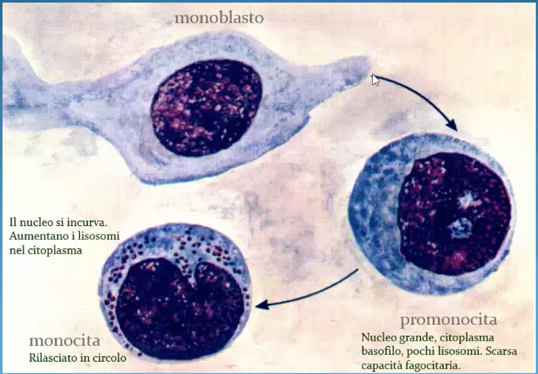 monoblasto
Il nucleo si incurva.
Aumentano i lisosomi
nel citoplasma
monocita
Rilasciato in circolo
promonocita
Nucleo grande, citoplasma
basofilo, pochi lisosomi. Scarsa
capacità fagocitaria.